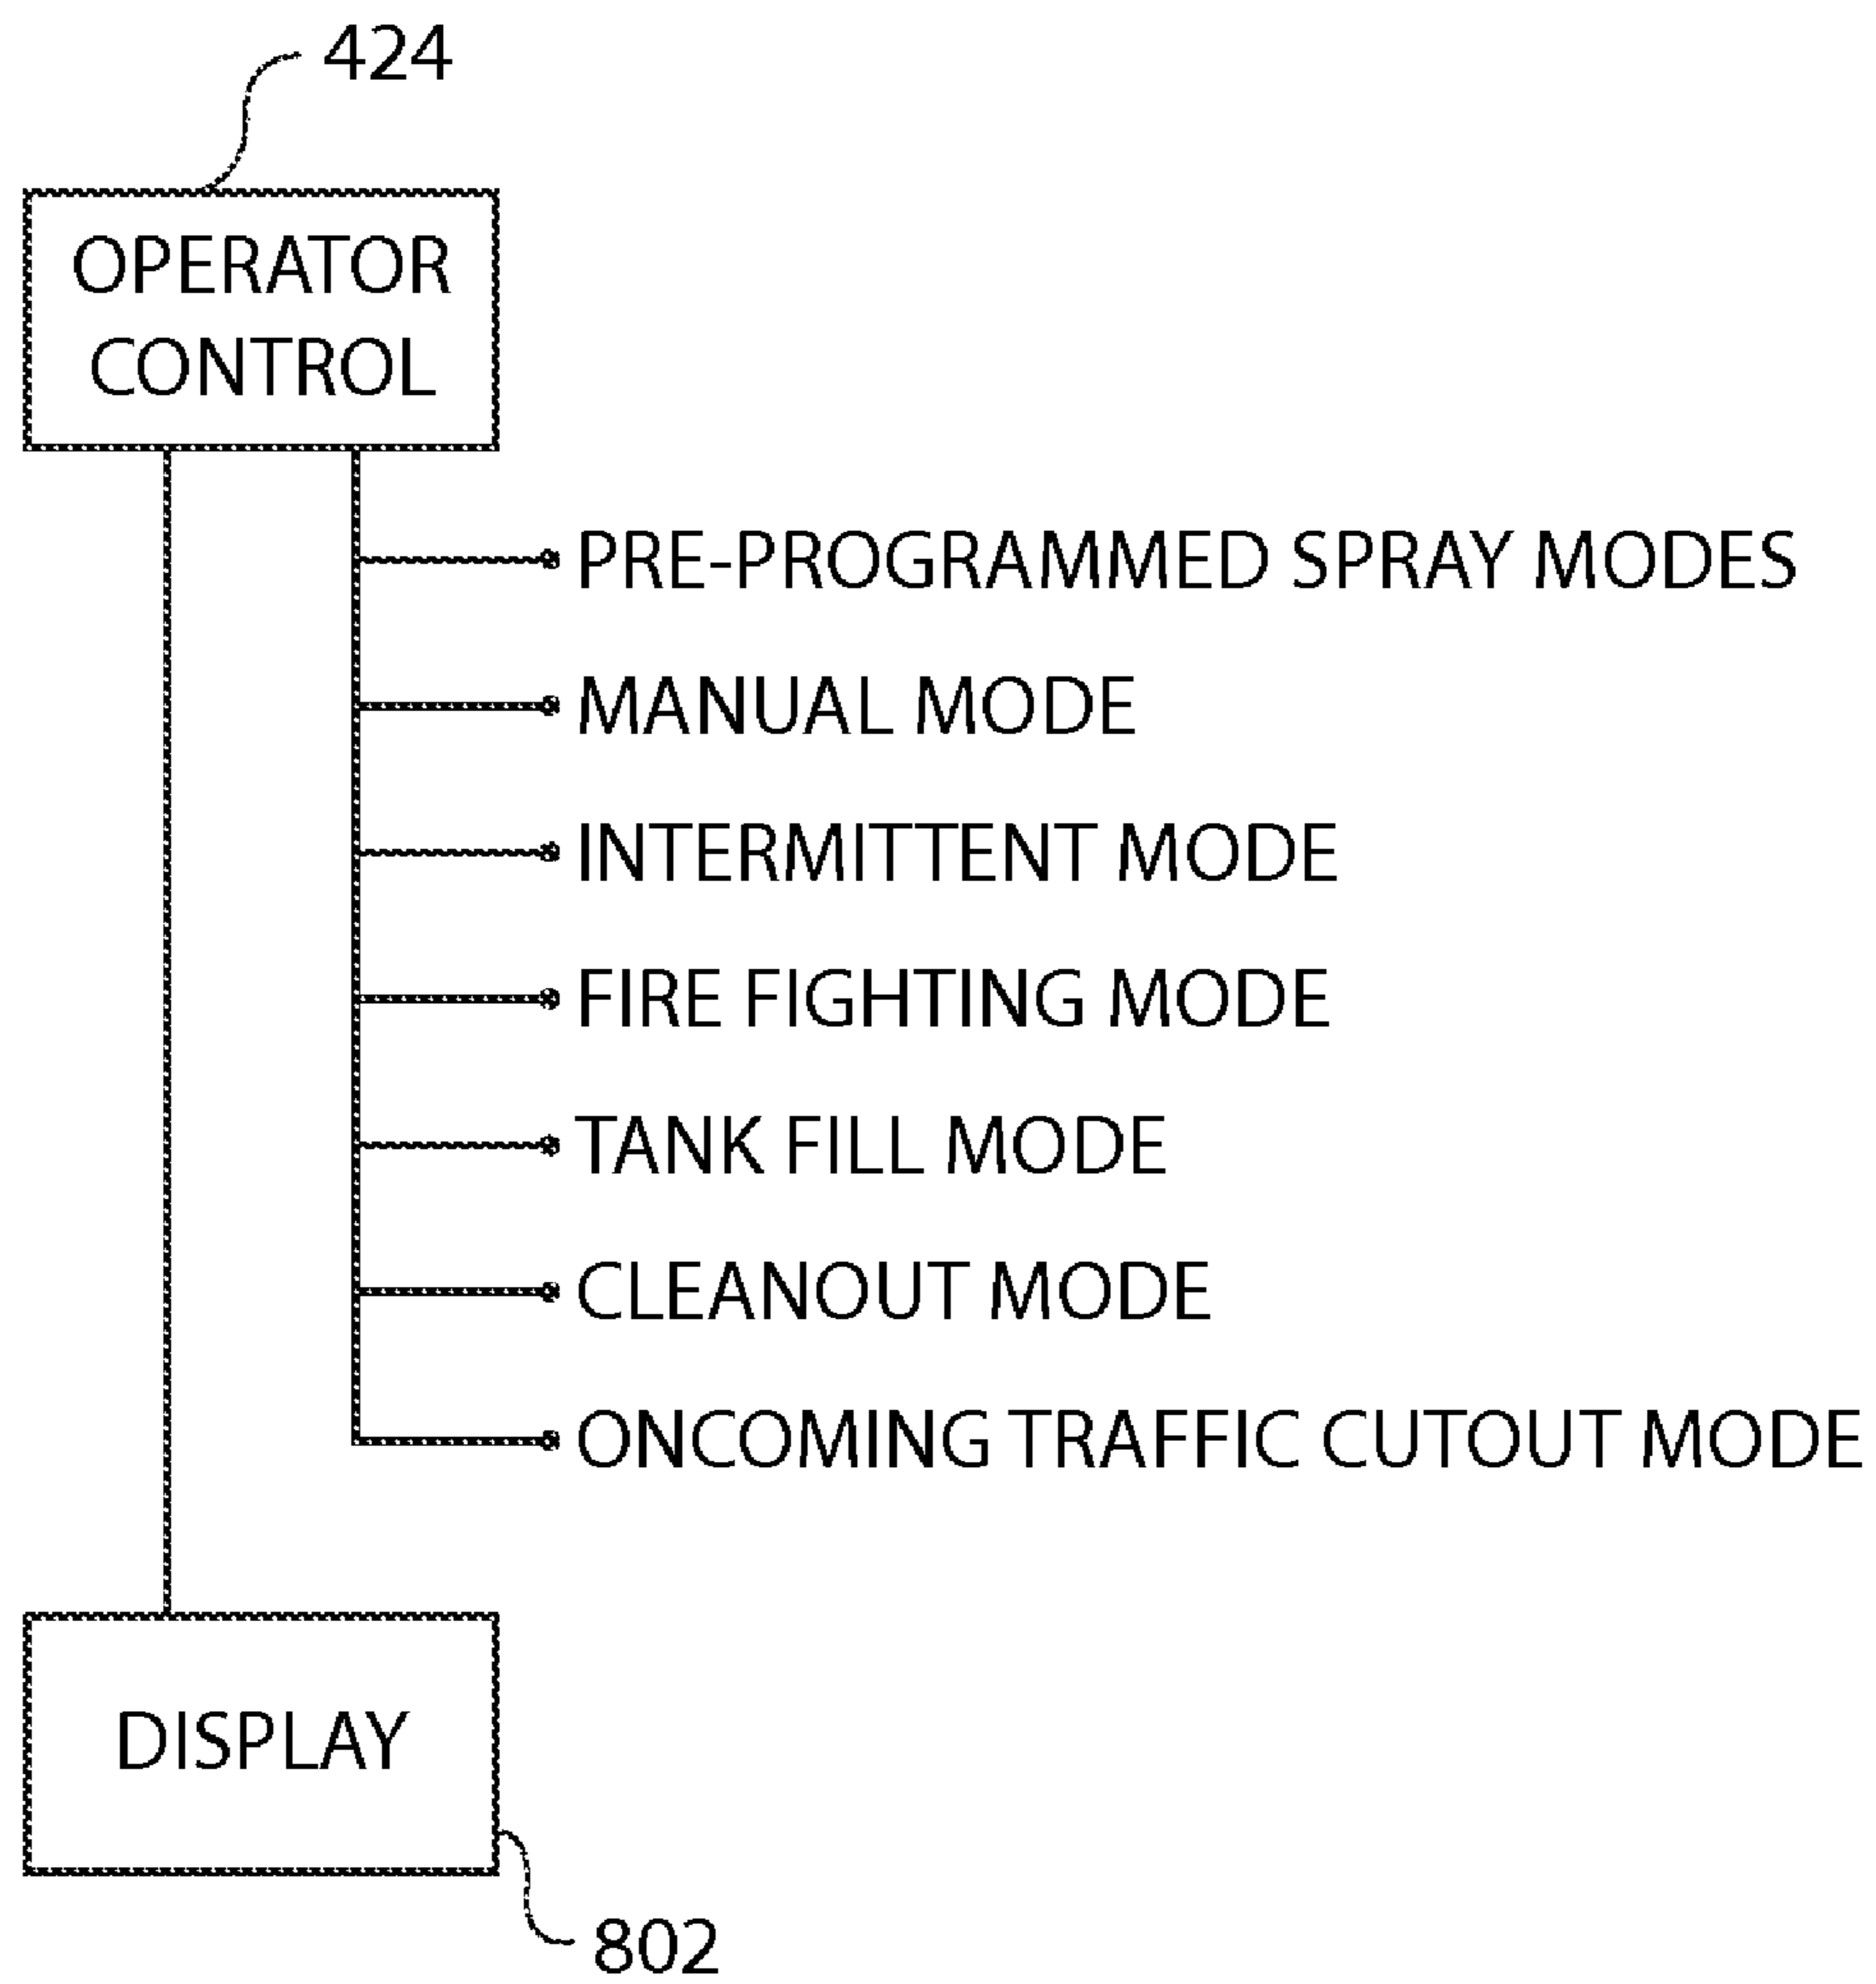 424
OPERATOR
CONTROL
PRE-PROGRAMMED SPRAY MODES
MANUAL MODE
INTERMITTENT MODE
FIRE FIGHTING MODE
TANK FILL MODE
CLEANOUT MODE
ONCOMING TRAFFIC CUTOUT MODE
DISPLAY
802